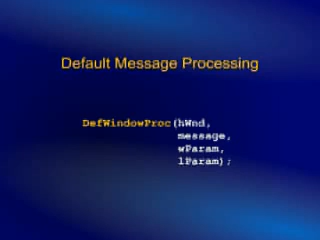 Default Message Processing
DefWindowProc(hWnd,
message,
wParam,
lParam);